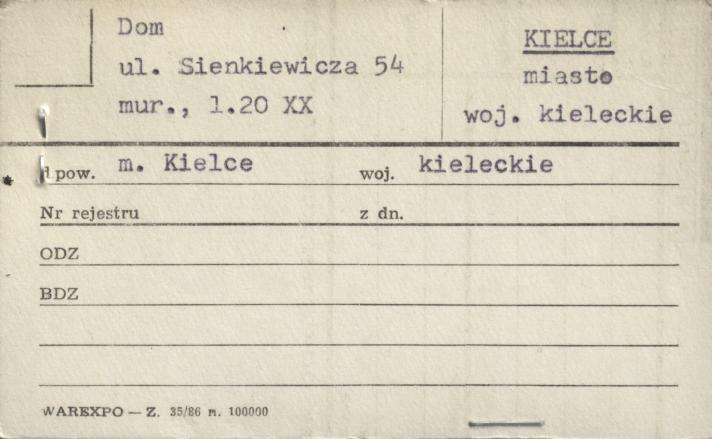 Dom
ul. Sienkiewicza 54
mur., l.20 XX
KIELCE
miasto
woj. kieleckie
pow. m. Kielce woj. kieleckie
Nr rejestru z dn.
ODZ
BDZ
WAREXPO — Z. 35/86 n. 100000